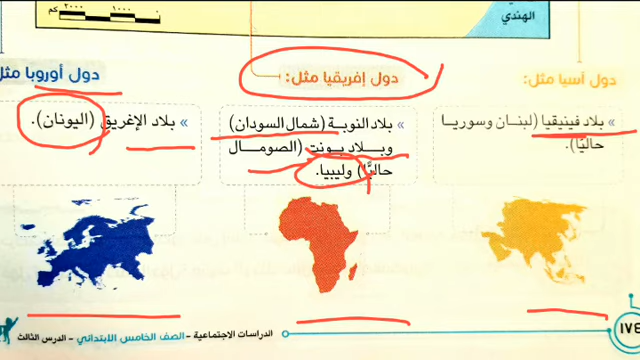 الهندي
٢٠٠٠ ١٠٠٠ كم
دول آسيا مثل:
» بلاد فينيقيا (لبنان وسوريا
حاليًا).
دول إفريقيا مثل:
» بلاد النوبة (شمال السودان)
وبلاد بونت (الصومال
حاليًّا) وليبيا.
دول أوروبا مثل
» بلاد الإغريق (اليونان).
١٧٤
الدراسات الاجتماعية - الصف الخامس الابتدائي - الدرس الثالث